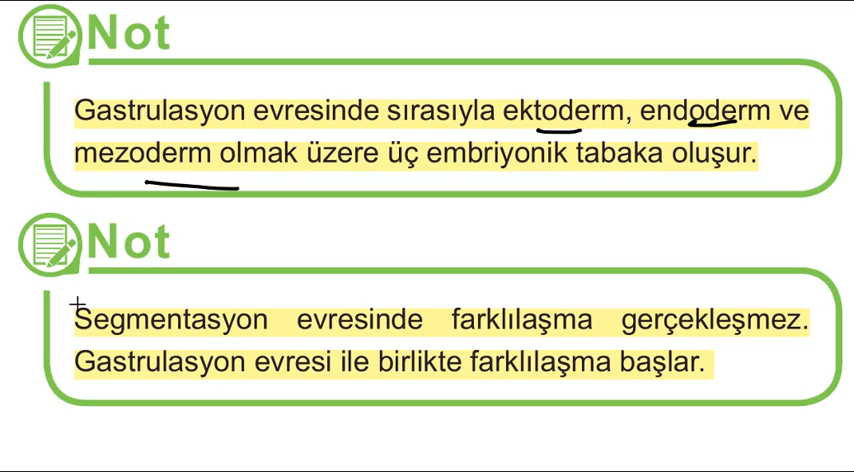 Not
Gastrulasyon evresinde sırasıyla ektoderm, endoderm ve
mezoderm olmak üzere üç embriyonik tabaka oluşur.
Not
Segmentasyon evresinde farklılaşma gerçekleşmez.
Gastrulasyon evresi ile birlikte farklılaşma başlar.